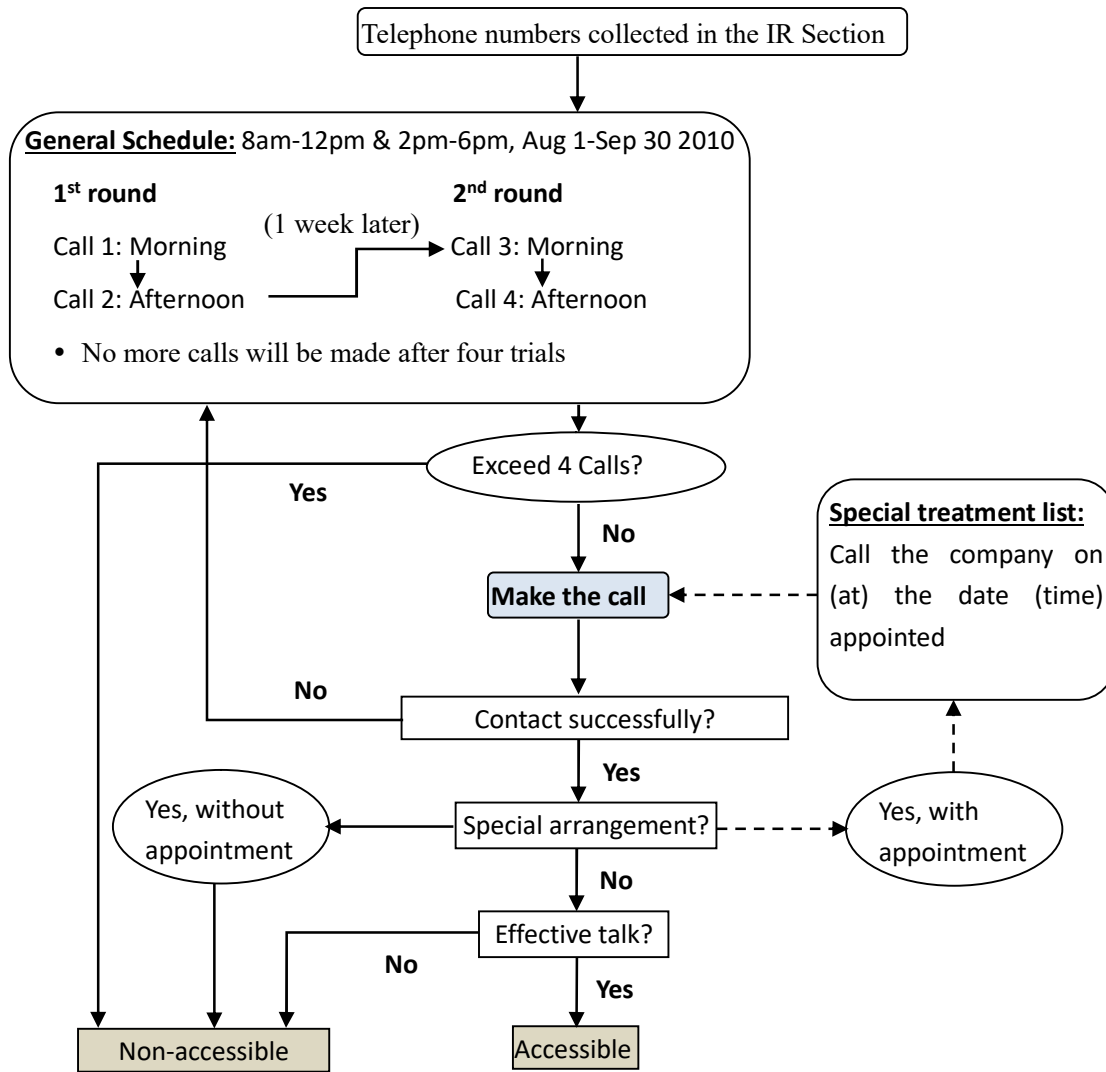 Telephone numbers collected in the IR Section
General Schedule: 8am-12pm & 2pm-6pm, Aug 1-Sep 30 2010
1st round
2nd round
(1 week later)
Call 1: Morning
Call 3: Morning
Call 2: Afternoon
Call 4: Afternoon
• No more calls will be made after four trials
Exceed 4 Calls?
Yes
No
Special treatment list:
Call the company on
(at) the date (time)
appointed
Make the call
No
Contact successfully?
Yes
Yes, without
appointment
Special arrangement?
Yes, with
appointment
No
Effective talk?
No
Yes
Non-accessible
Accessible